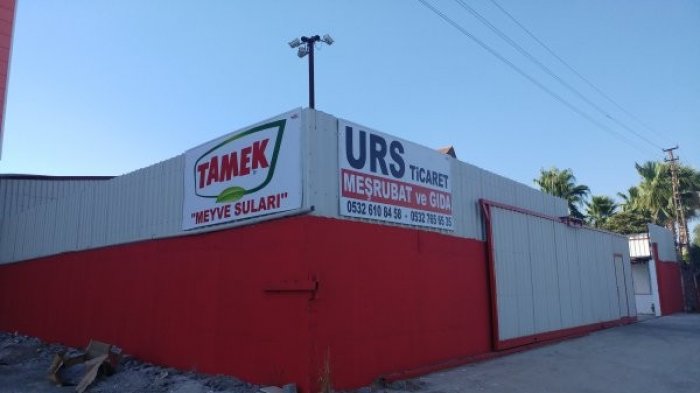 TAMEK
"MEYVE SULARI"
URS TİCARET
MEŞRUBAT ve GIDA
0532 610 84 58 - 0532 765 65 35